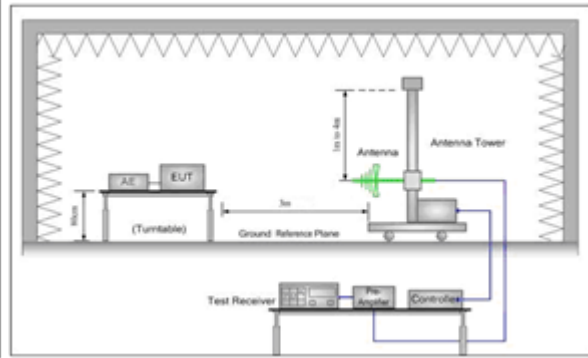 1m to 4m
Antenna
Antenna Tower
AE
EUT
80cm
3m
(Turntable)
Ground Reference Plane
Test Receiver
Pre-
Amplifier
Controller